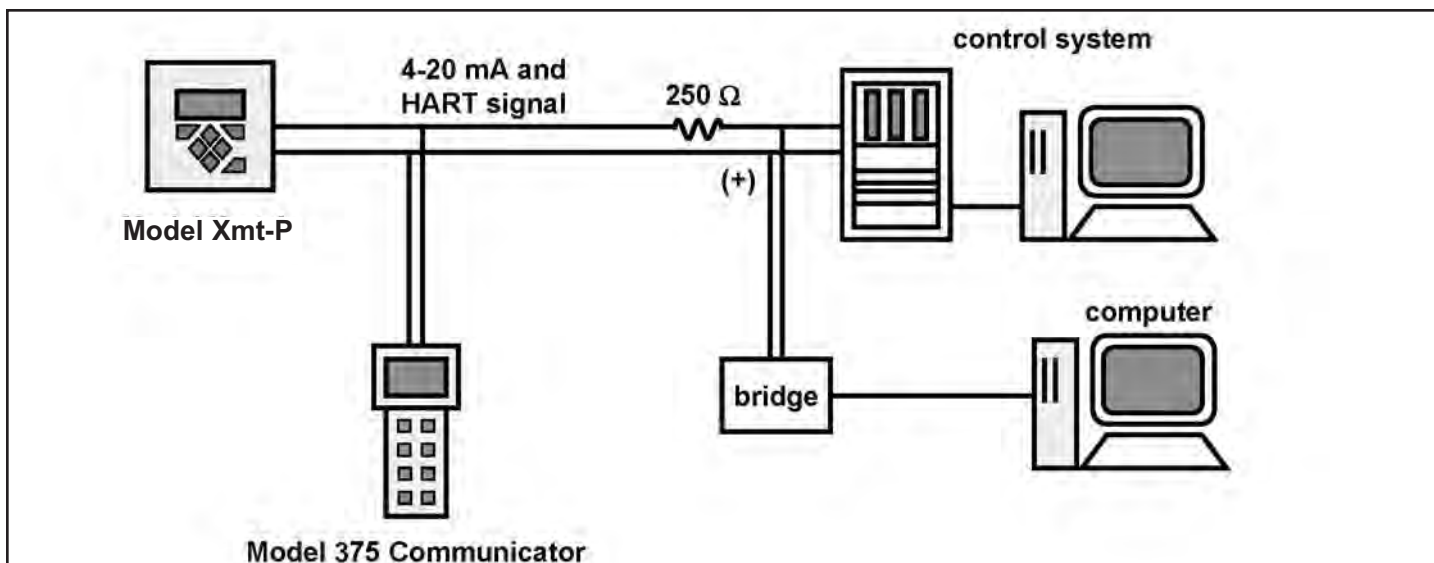 control system
4-20 mA and
HART signal
250 Ω
(+)
Model Xmt-P
computer
bridge
Model 375 Communicator